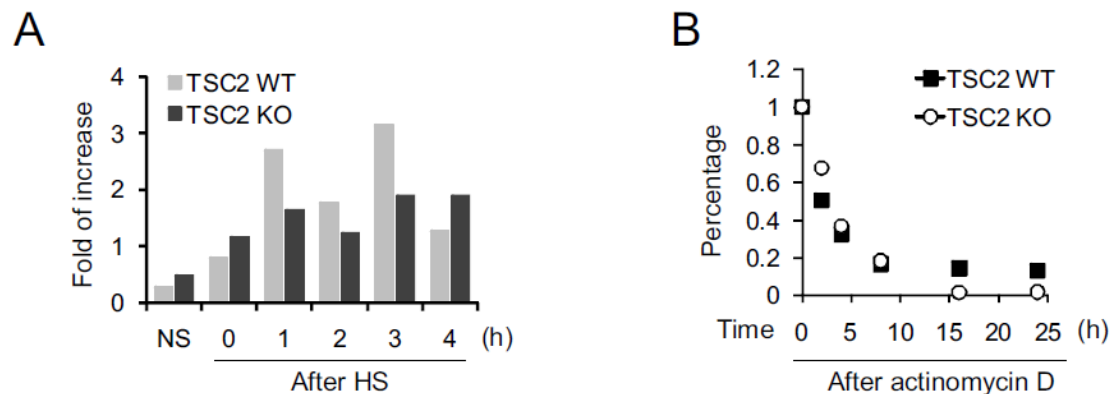 A
Fold of increase
4
3
2
1
0
TSC2 WT
TSC2 KO
NS 0 1 2 3 4 (h)
After HS
B
Percentage
1.2
1
0.8
0.6
0.4
0.2
0
TSC2 WT
TSC2 KO
Time 0 5 10 15 20 25 (h)
After actinomycin D